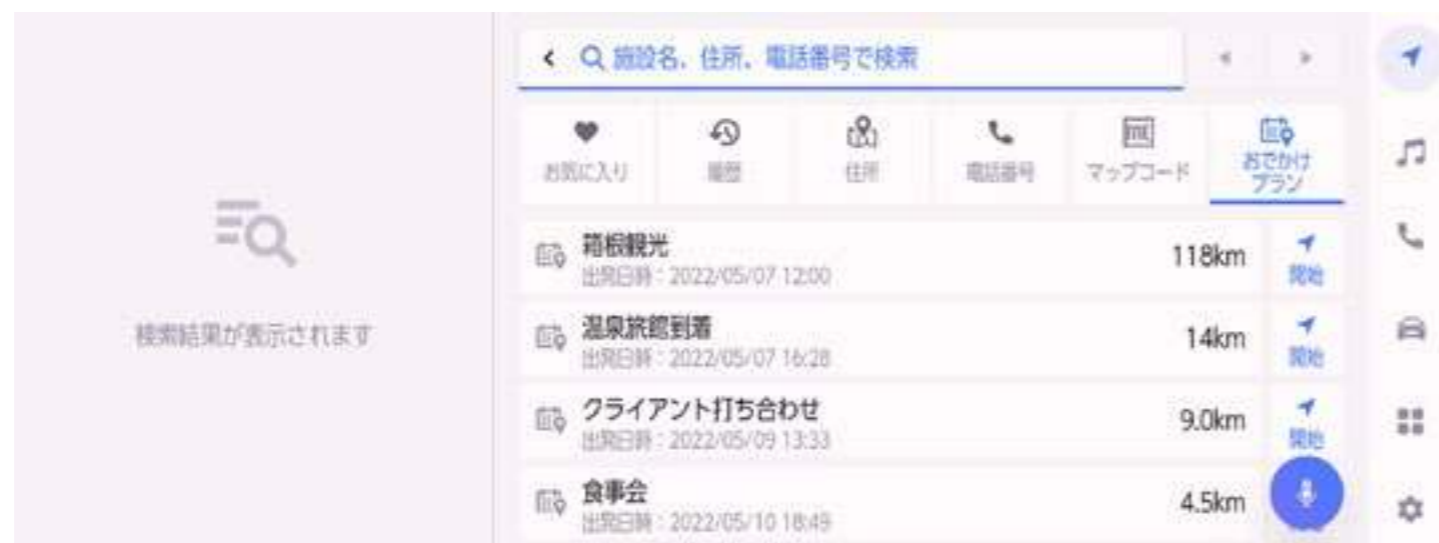 施設名、住所、電話番号で検索
お気に入り
履歴
住所
電話番号
マップコード
おでかけ
プラン
検索結果が表示されます
箱根観光
118km
出発日時：2022/05/07 12:00
開始
温泉旅館到着
14km
出発日時：2022/05/07 16:28
開始
クライアント打ち合わせ
9.0km
出発日時：2022/05/09 13:33
開始
食事会
4.5km
出発日時：2022/05/10 18:49